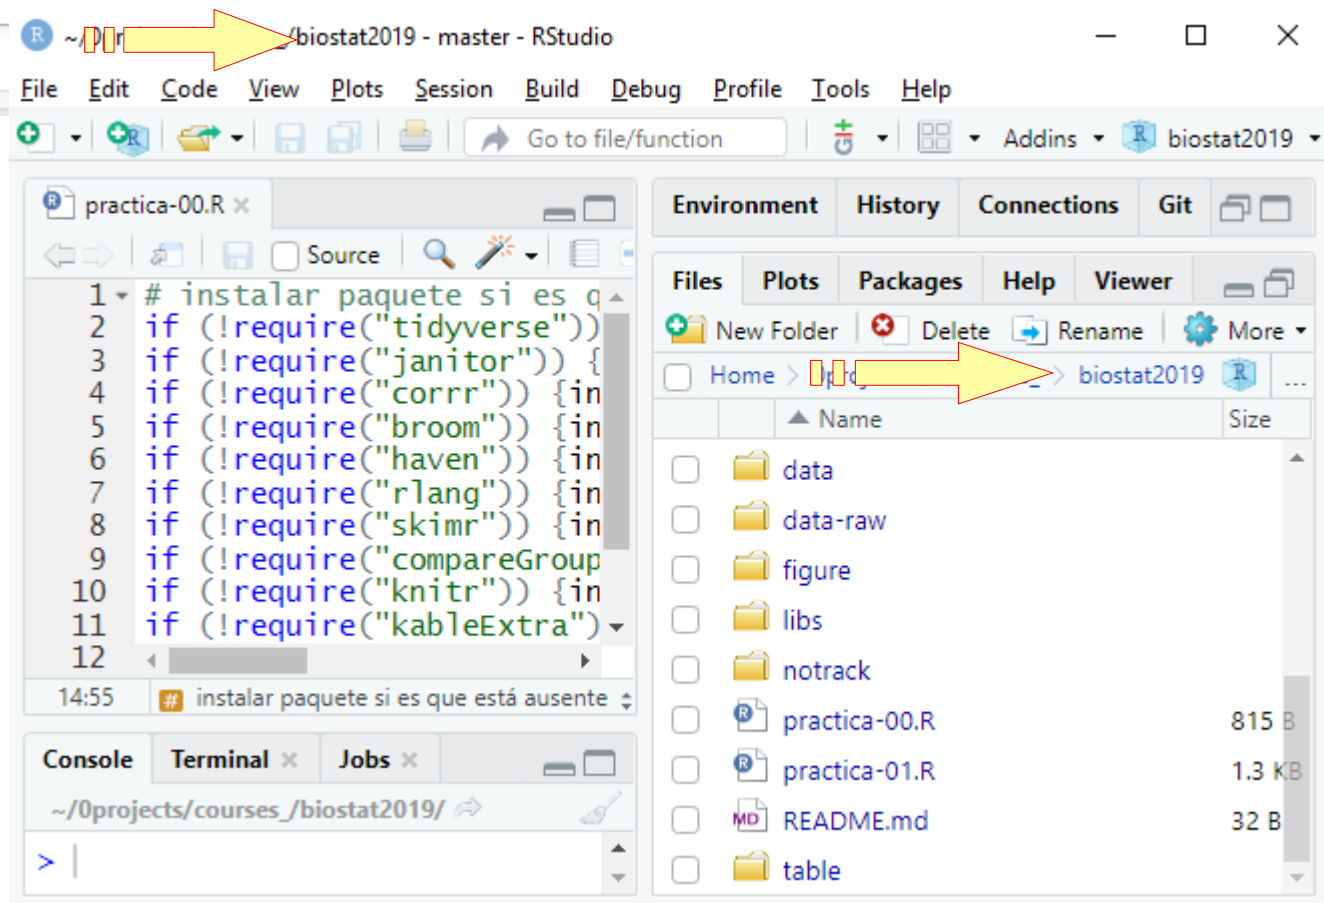 /biostat2019 - master - RStudio
File Edit Code View Plots Session Build Debug Profile Tools Help
Go to file/function Addins biostat2019
practica-00.R
Source
1 # instalar paquete si es q
2 if (!require("tidyverse"))
3 if (!require("janitor")) {
4 if (!require("corrr")) {in
5 if (!require("broom")) {in
6 if (!require("haven")) {in
7 if (!require("rlang")) {in
8 if (!require("skimr")) {in
9 if (!require("compareGroup
10 if (!require("knitr")) {in
11 if (!require("kableExtra")
12
14:55 # instalar paquete si es que está ausente
Console Terminal Jobs
~/0projects/courses_/biostat2019/
>
Environment History Connections Git
Files Plots Packages Help Viewer
New Folder Delete Rename More
Home biostat2019 ...
Name Size
data
data-raw
figure
libs
notrack
practica-00.R 815 B
practica-01.R 1.3 KB
README.md 32 B
table